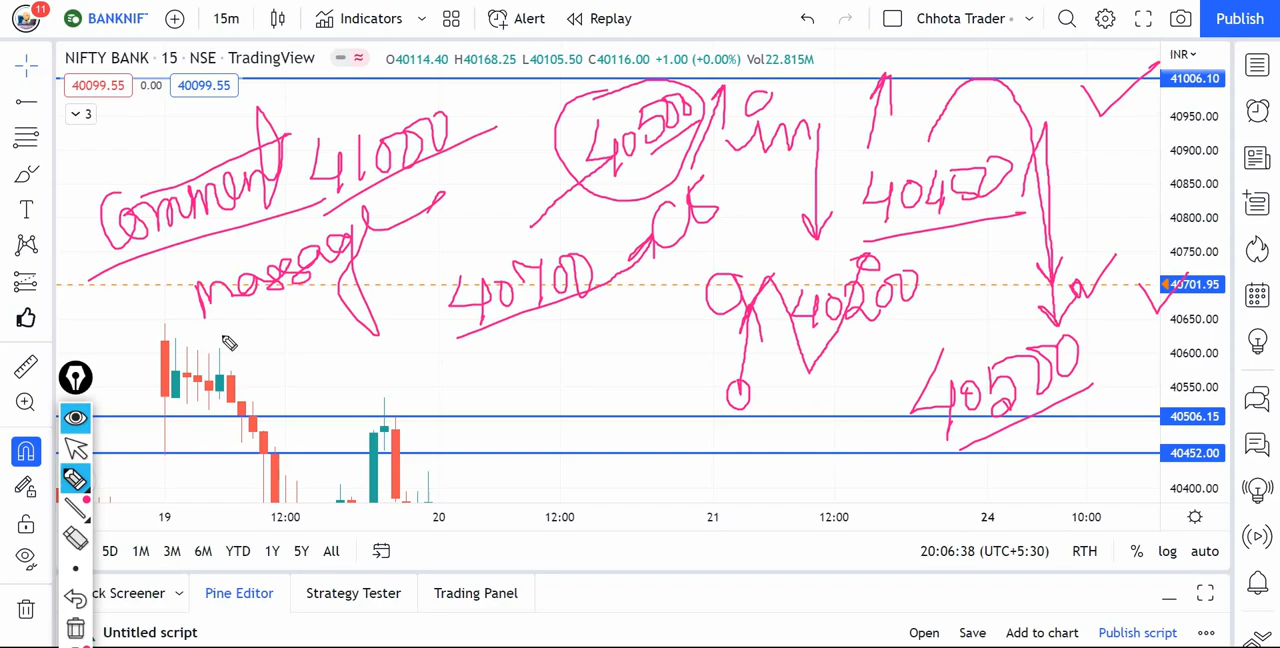 11
BANKNIF
15m
Indicators
Alert
Replay
Chhota Trader
Publish
NIFTY BANK · 15 · NSE · TradingView
O40114.40 H40168.25 L40105.50 C40116.00 +1.00 (+0.00%) Vol22.815M
INR
40099.55 0.00 40099.55
3
41006.10
40950.00
40900.00
40850.00
40800.00
40750.00
40701.95
40650.00
40600.00
40550.00
40506.15
40452.00
40400.00
Comment 41000
massage
40500
40700
40450
40200
40500
19 12:00 20 12:00 21 12:00 24 10:00
5D 1M 3M 6M YTD 1Y 5Y All
20:06:38 (UTC+5:30) RTH % log auto
ck Screener Pine Editor Strategy Tester Trading Panel
Untitled script
Open Save Add to chart Publish script